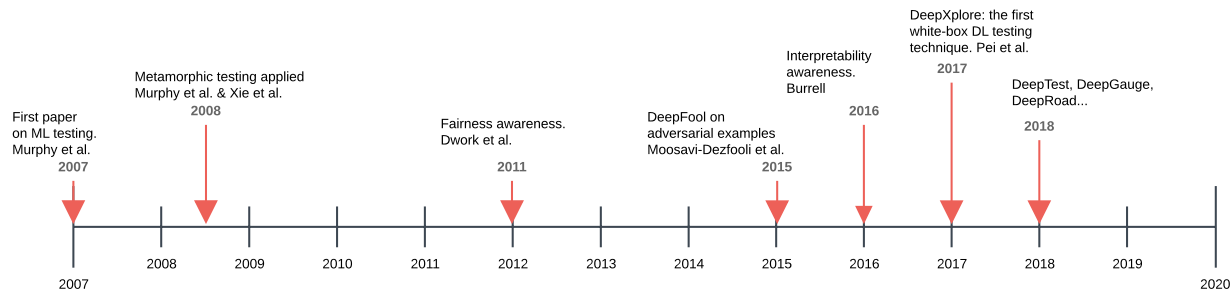 First paper
on ML testing.
Murphy et al.
2007
Metamorphic testing applied
Murphy et al. & Xie et al.
2008
Fairness awareness.
Dwork et al.
2011
DeepFool on
adversarial examples
Moosavi-Dezfooli et al.
2015
Interpretability
awareness.
Burrell
2016
DeepXplore: the first
white-box DL testing
technique. Pei et al.
2017
DeepTest, DeepGauge,
DeepRoad...
2018
2007
2008
2009
2010
2011
2012
2013
2014
2015
2016
2017
2018
2019
2020